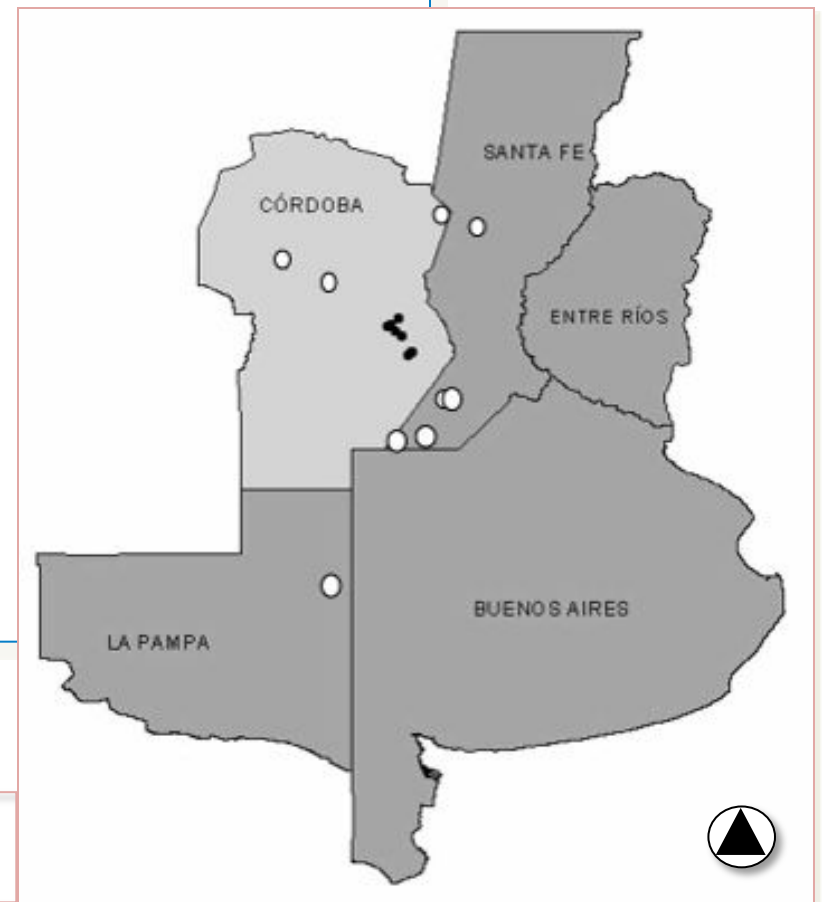 SANTA FE
CÓRDOBA
ENTRE RÍOS
BUENOS AIRES
LA PAMPA